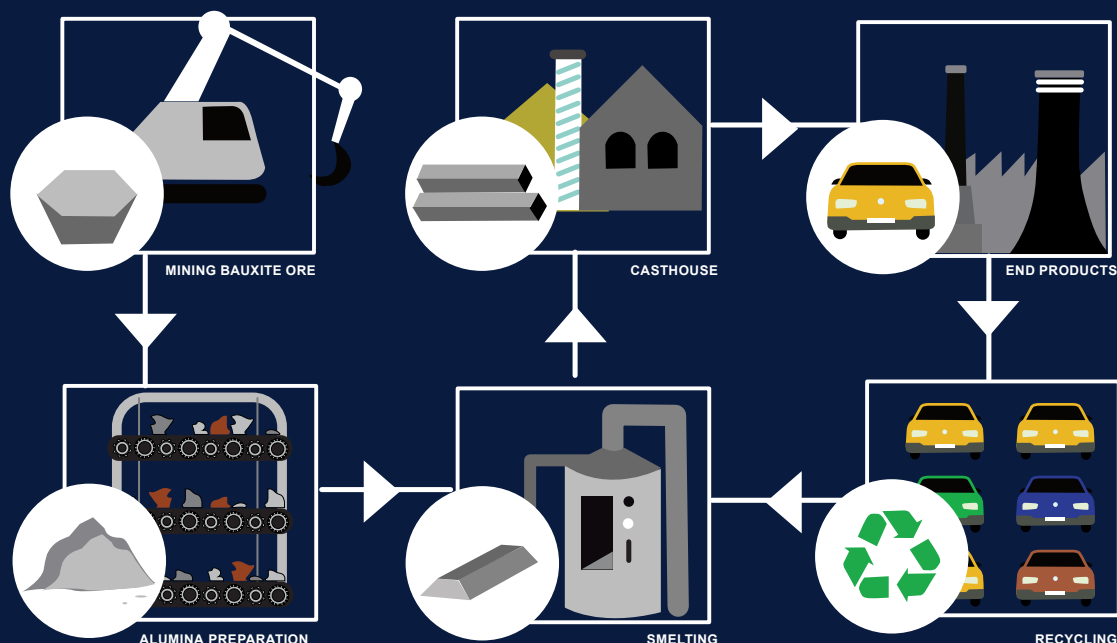 MINING BAUXITE ORE
CASTHOUSE
END PRODUCTS
ALUMINA PREPARATION
SMELTING
RECYCLING